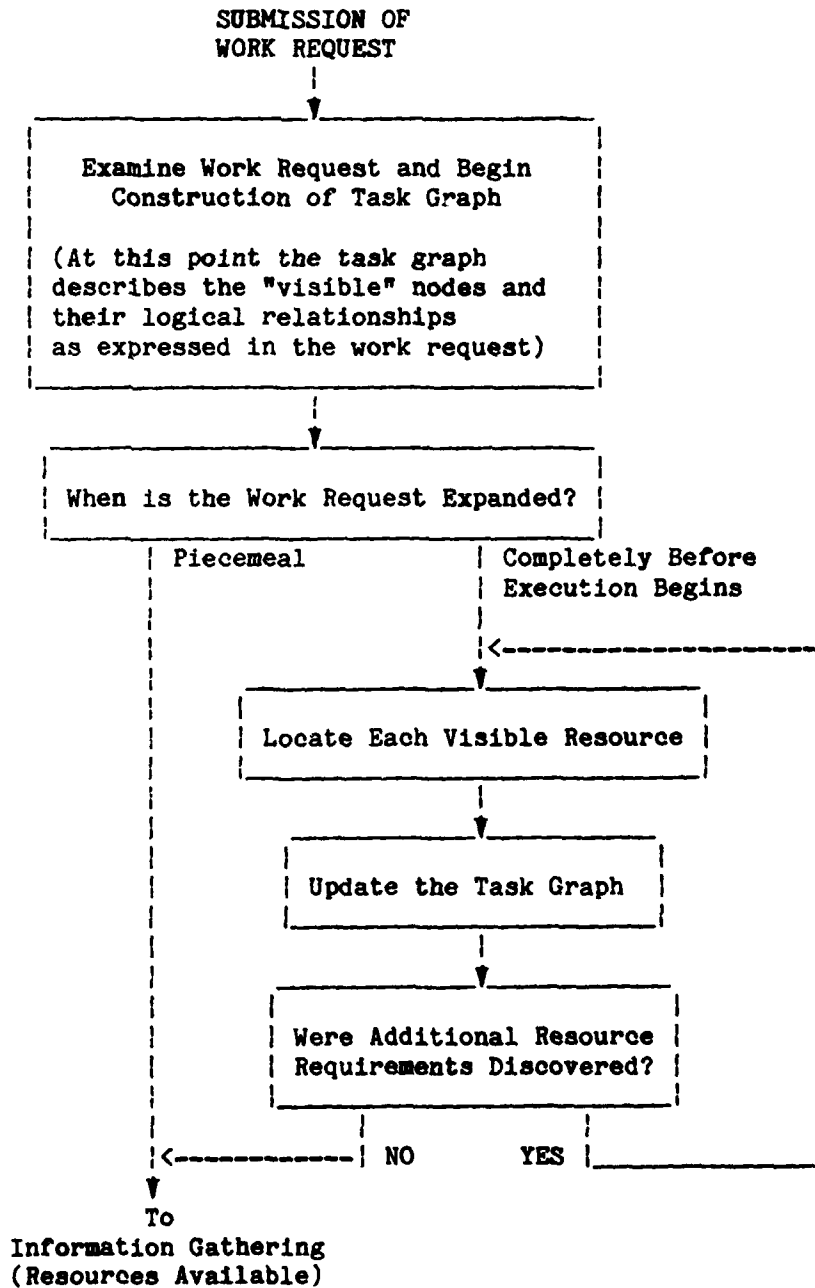 SUBMISSION OF
WORK REQUEST
Examine Work Request and Begin
Construction of Task Graph
(At this point the task graph
describes the "visible" nodes and
their logical relationships
as expressed in the work request)
When is the Work Request Expanded?
Piecemeal
Completely Before
Execution Begins
Locate Each Visible Resource
Update the Task Graph
Were Additional Resource
Requirements Discovered?
NO
YES
To
Information Gathering
(Resources Available)